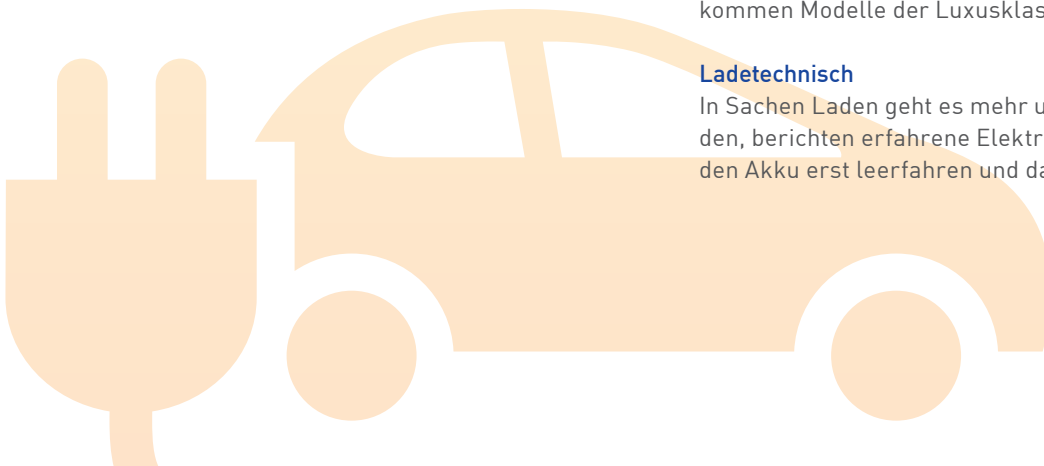 kommen Modelle der Luxusklas
Ladetechnisch
In Sachen Laden geht es mehr u
den, berichten erfahrene Elektr
den Akku erst leerfahren und da